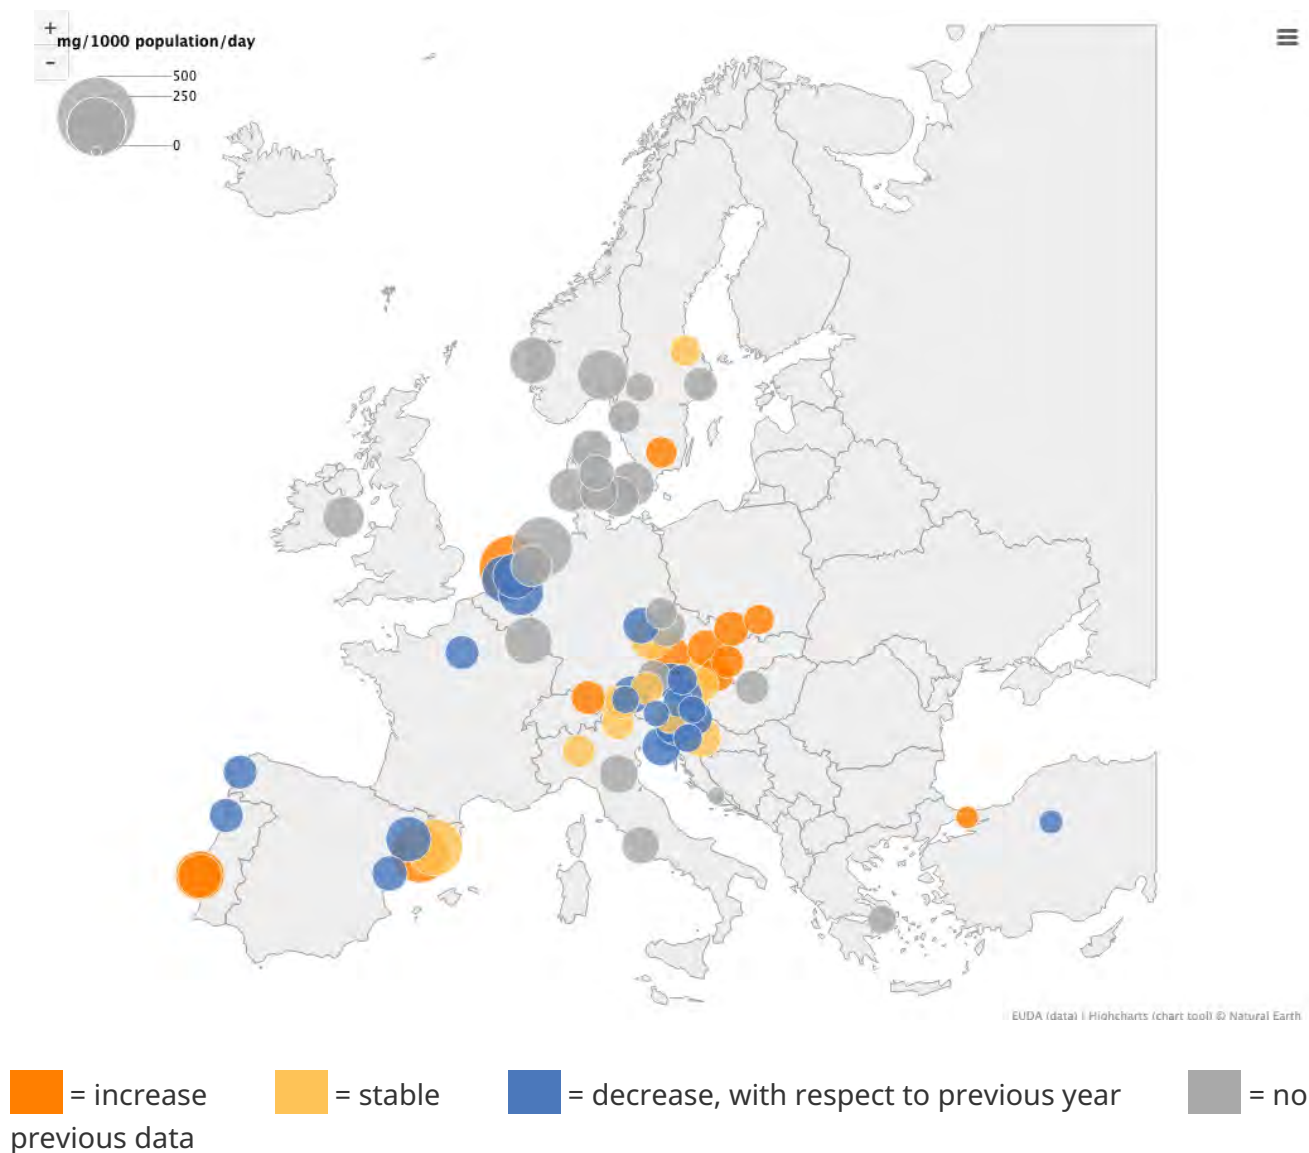 +
mg/1000 population/day
-
500
250
0
EUDA (data) | Highcharts (chart tool) © Natural Earth
= increase = stable = decrease, with respect to previous year = no
previous data